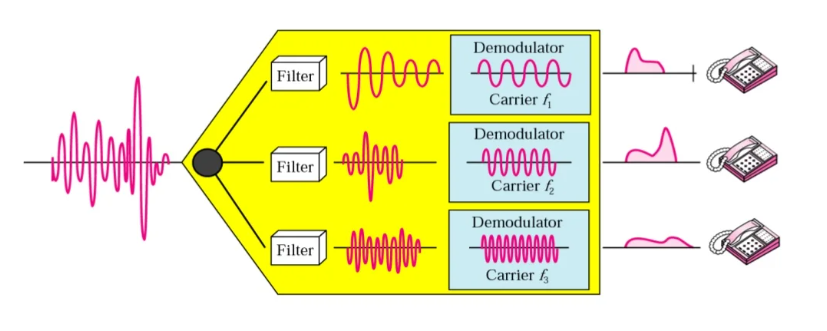 Filter
Demodulator
Carrier f₁
Filter
Demodulator
Carrier f₂
Filter
Demodulator
Carrier f₃